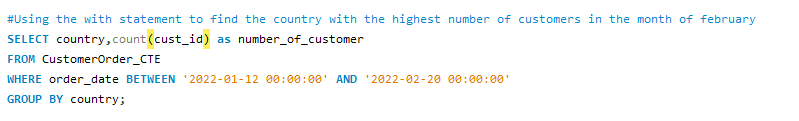 #Using the with statement to find the country with the highest number of customers in the month of february
SELECT country,count(cust_id) as number_of_customer
FROM CustomerOrder_CTE
WHERE order_date BETWEEN '2022-01-12 00:00:00' AND '2022-02-20 00:00:00'
GROUP BY country;